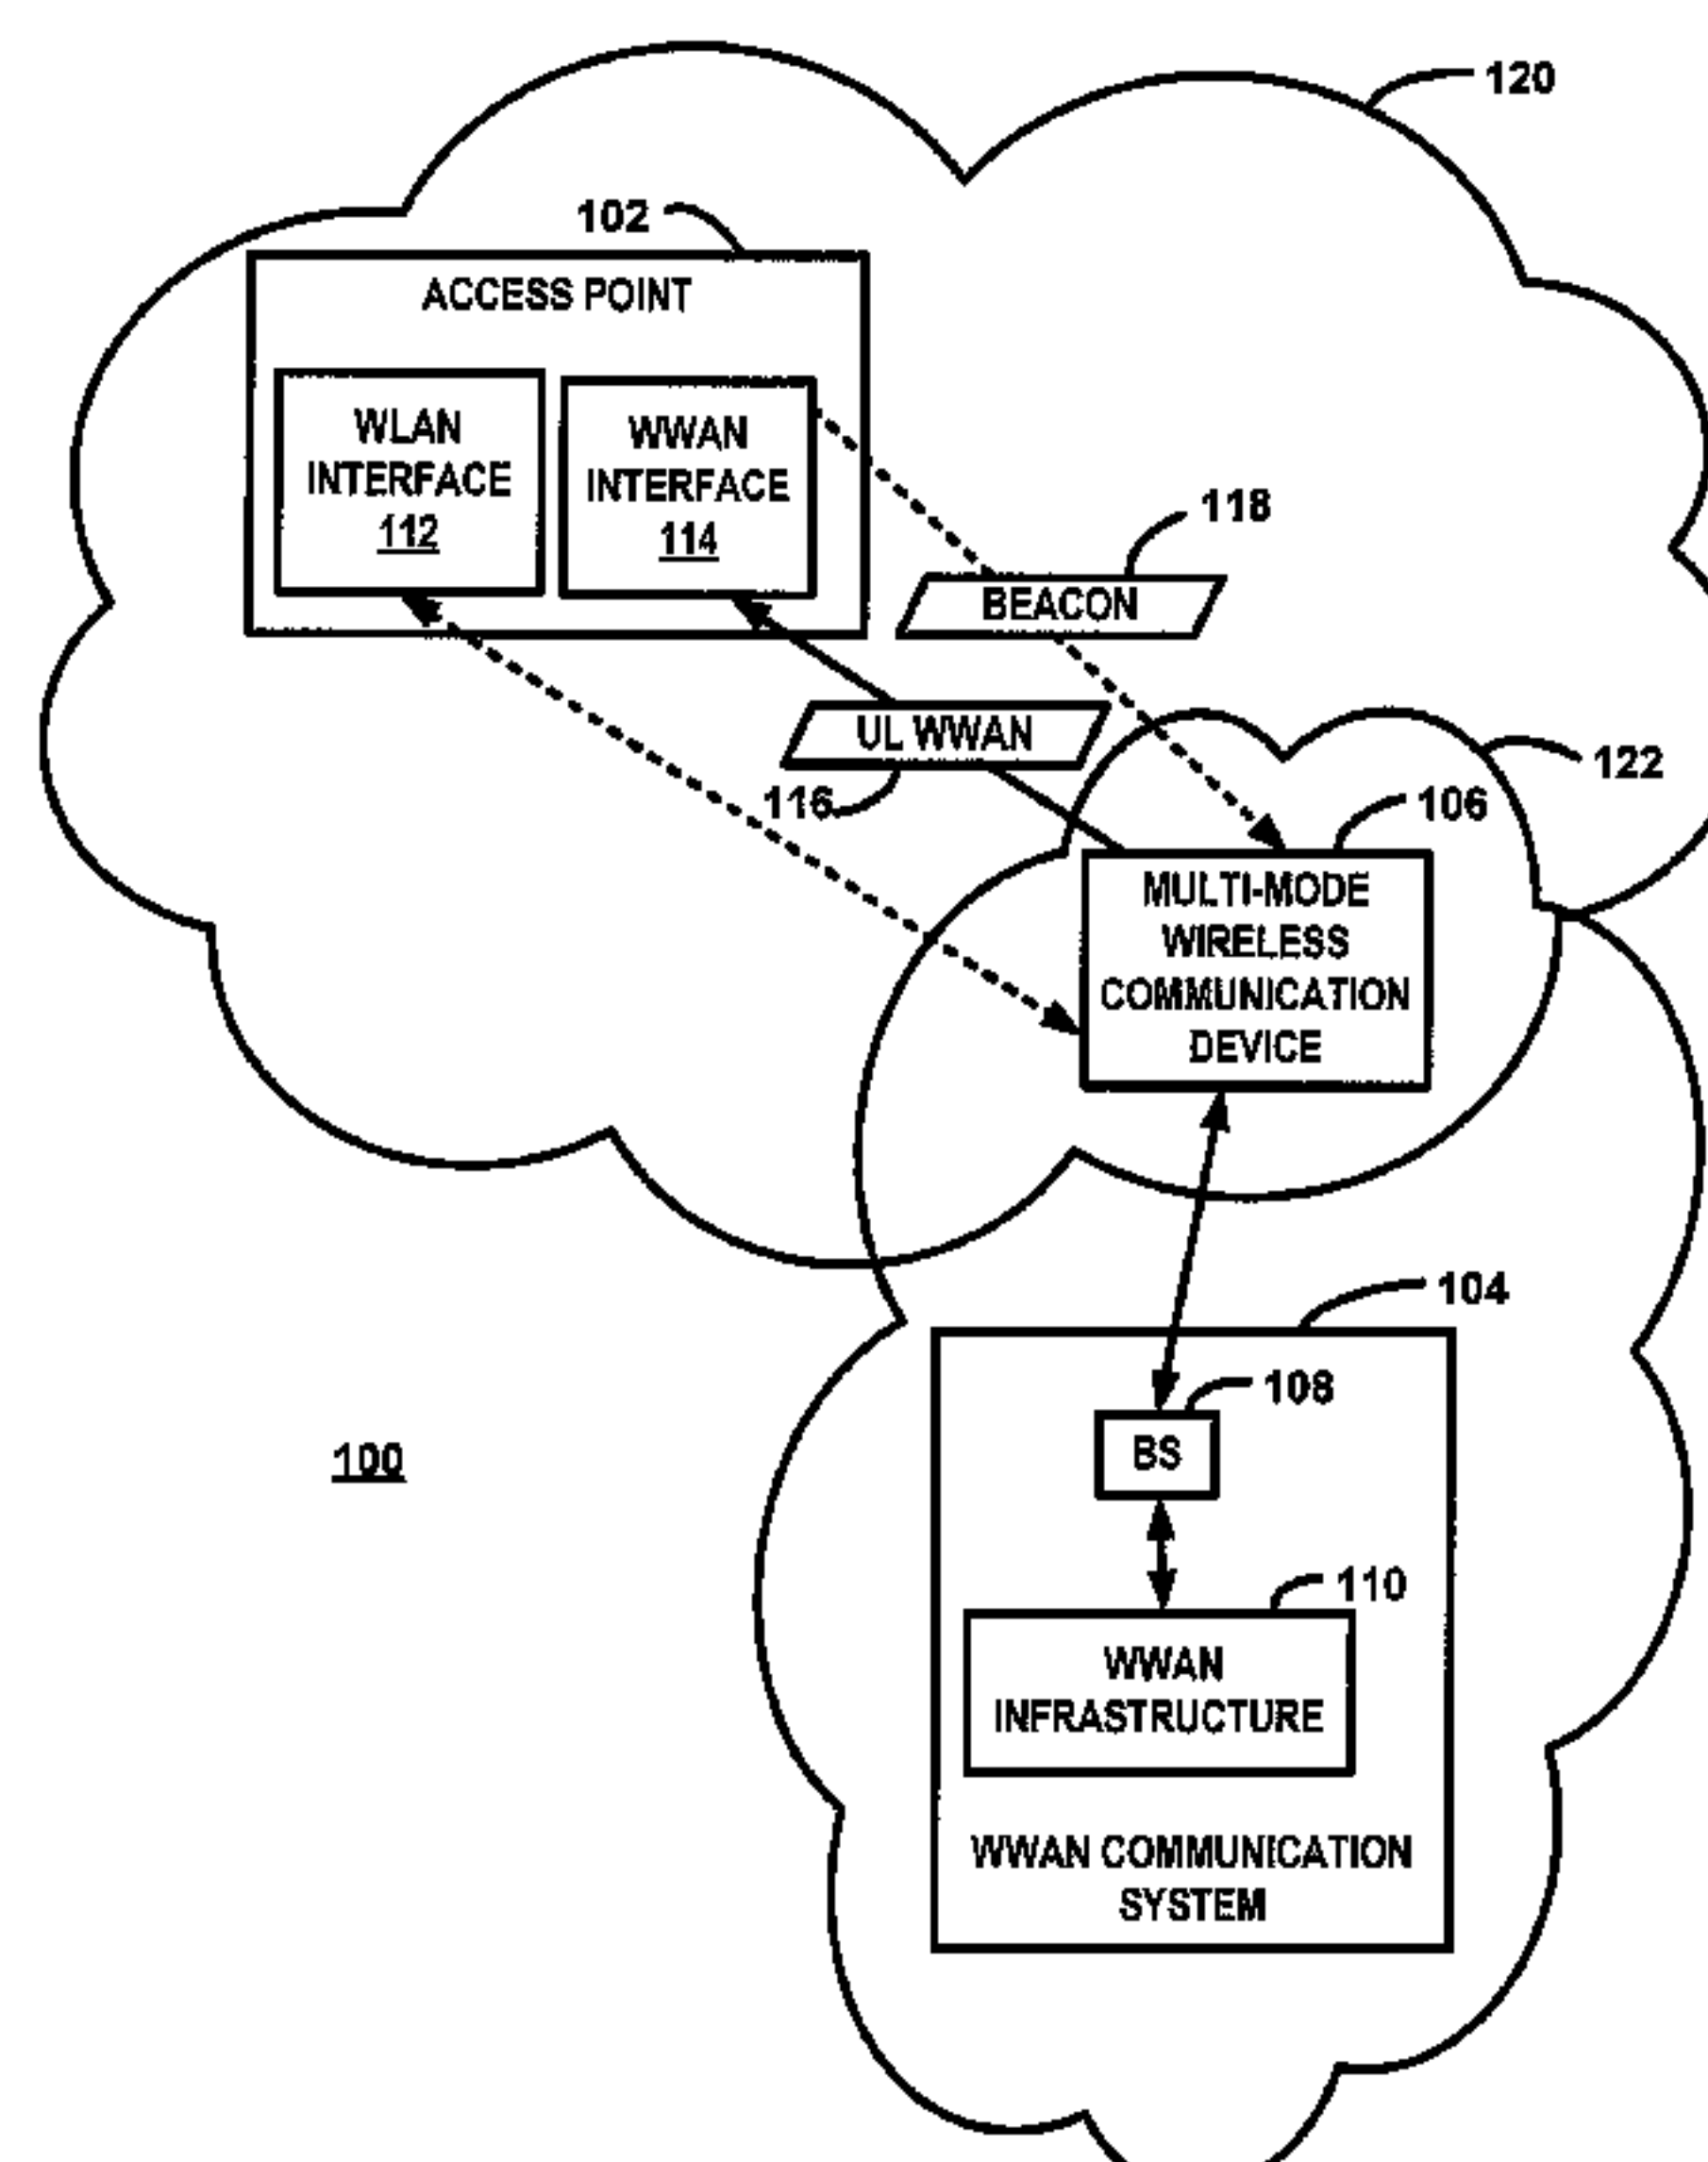 120
102
ACCESS POINT
WLAN
INTERFACE
112
WWAN
INTERFACE
114
118
BEACON
UL WWAN
116
122
106
MULTI-MODE
WIRELESS
COMMUNICATION
DEVICE
104
108
BS
100
110
WWAN
INFRASTRUCTURE
WWAN COMMUNICATION
SYSTEM